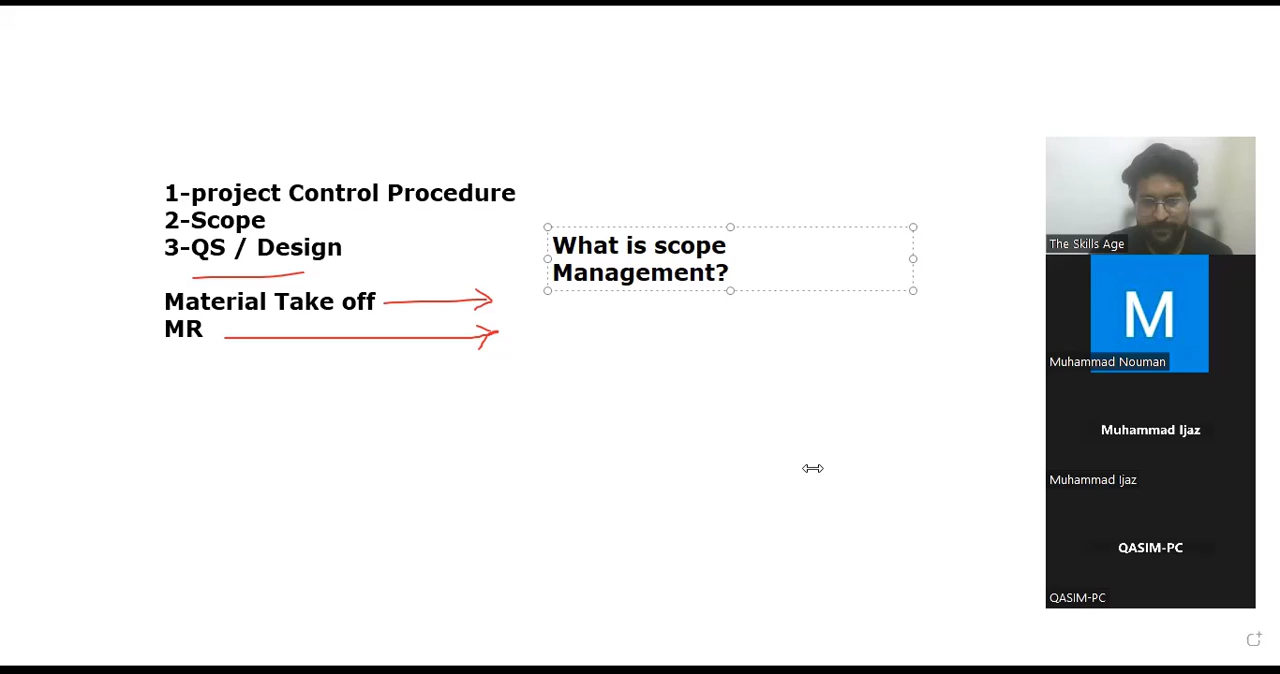 1-project Control Procedure
2-Scope
3-QS / Design
Material Take off
MR
What is scope
Management?
The Skills Age
M
Muhammad Nouman
Muhammad Ijaz
Muhammad Ijaz
QASIM-PC
QASIM-PC